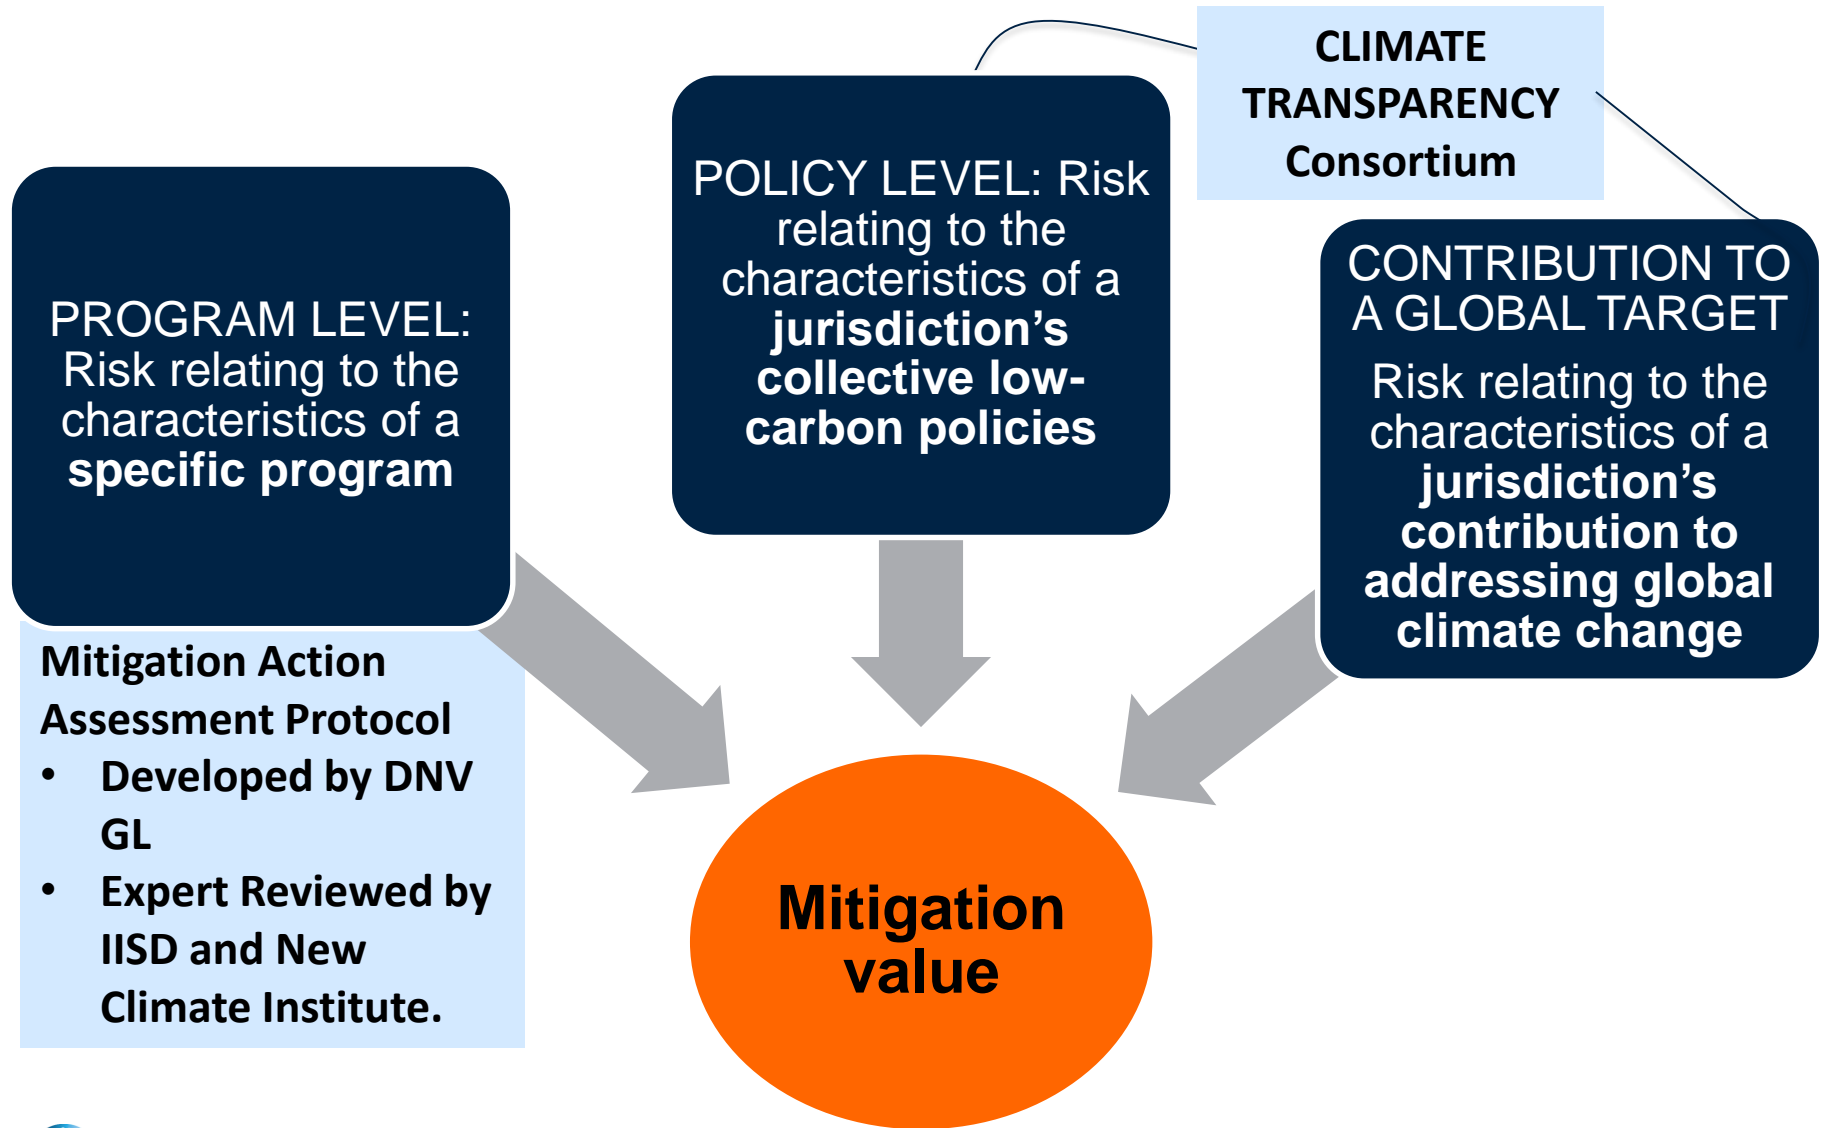 CLIMATE
TRANSPARENCY
Consortium
PROGRAM LEVEL:
Risk relating to the
characteristics of a
specific program
POLICY LEVEL: Risk
relating to the
characteristics of a
jurisdiction’s
collective low-
carbon policies
CONTRIBUTION TO
A GLOBAL TARGET
Risk relating to the
characteristics of a
jurisdiction’s
contribution to
addressing global
climate change
Mitigation Action
Assessment Protocol
• Developed by DNV
GL
• Expert Reviewed by
IISD and New
Climate Institute.
Mitigation
value